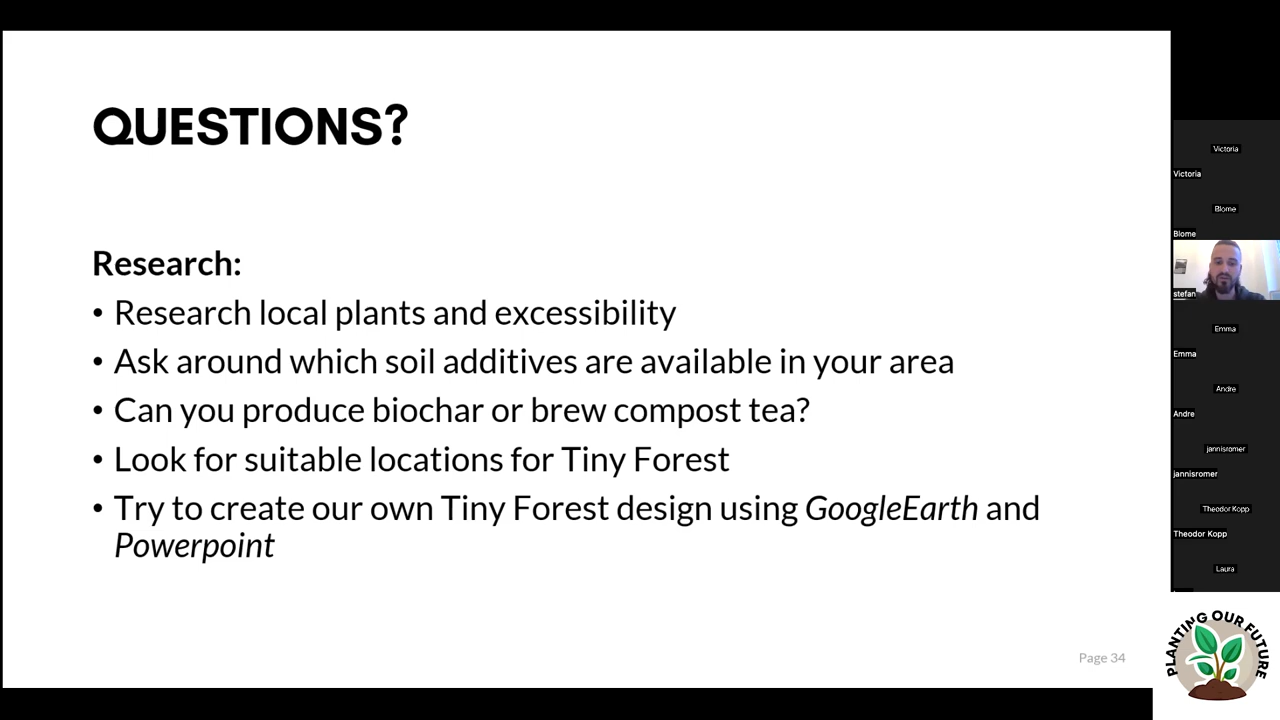 QUESTIONS?
Research:
• Research local plants and excessibility
• Ask around which soil additives are available in your area
• Can you produce biochar or brew compost tea?
• Look for suitable locations for Tiny Forest
• Try to create our own Tiny Forest design using GoogleEarth and
Powerpoint
Page 34
Victoria
Victoria
Blome
Blome
stefan
Emma
Emma
Andre
Andre
jannisromer
jannisromer
Theodor Kopp
Theodor Kopp
Laura
PLANTING OUR FUTURE